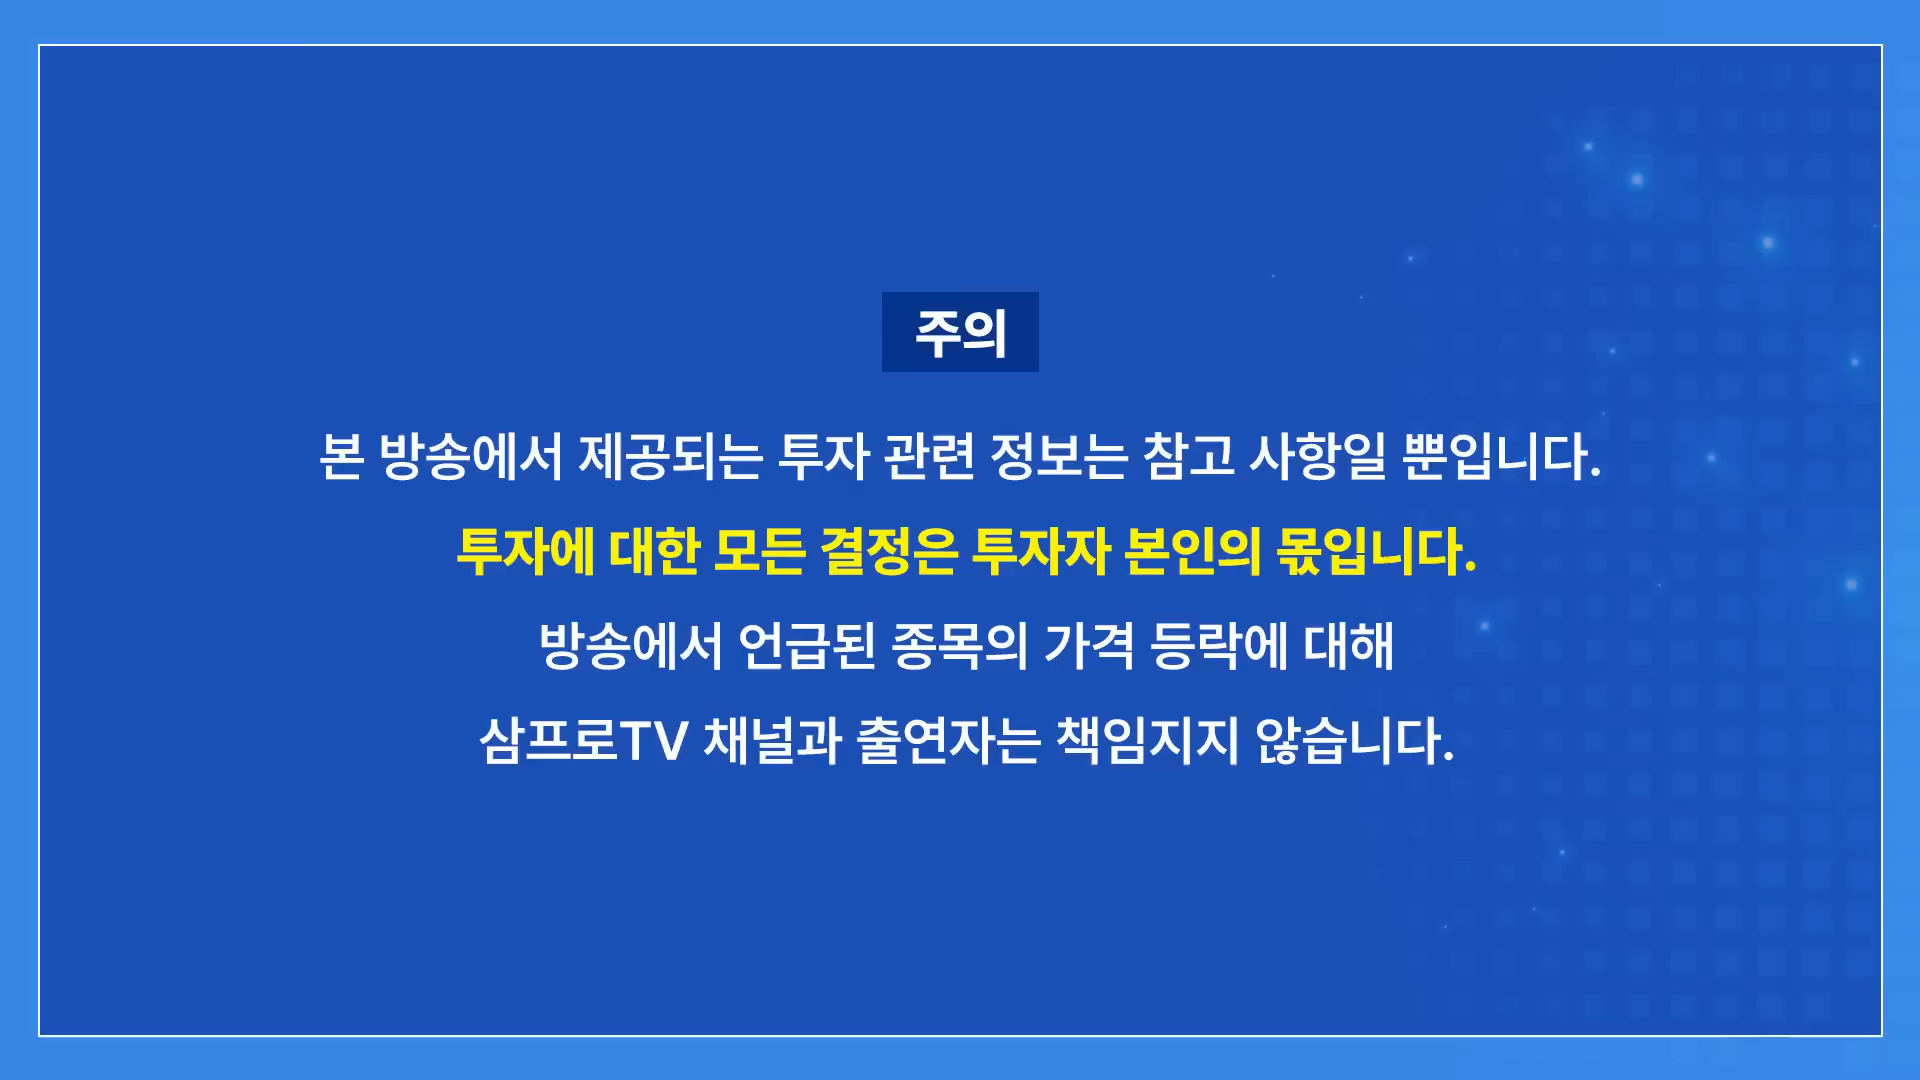 주의
본 방송에서 제공되는 투자 관련 정보는 참고 사항일 뿐입니다.
투자에 대한 모든 결정은 투자자 본인의 몫입니다.
방송에서 언급된 종목의 가격 등락에 대해
삼프로TV 채널과 출연자는 책임지지 않습니다.